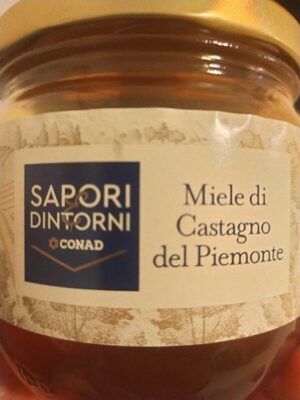 SAPORI
DINTORNI
CONAD
Miele di
Castagno
del Piemonte